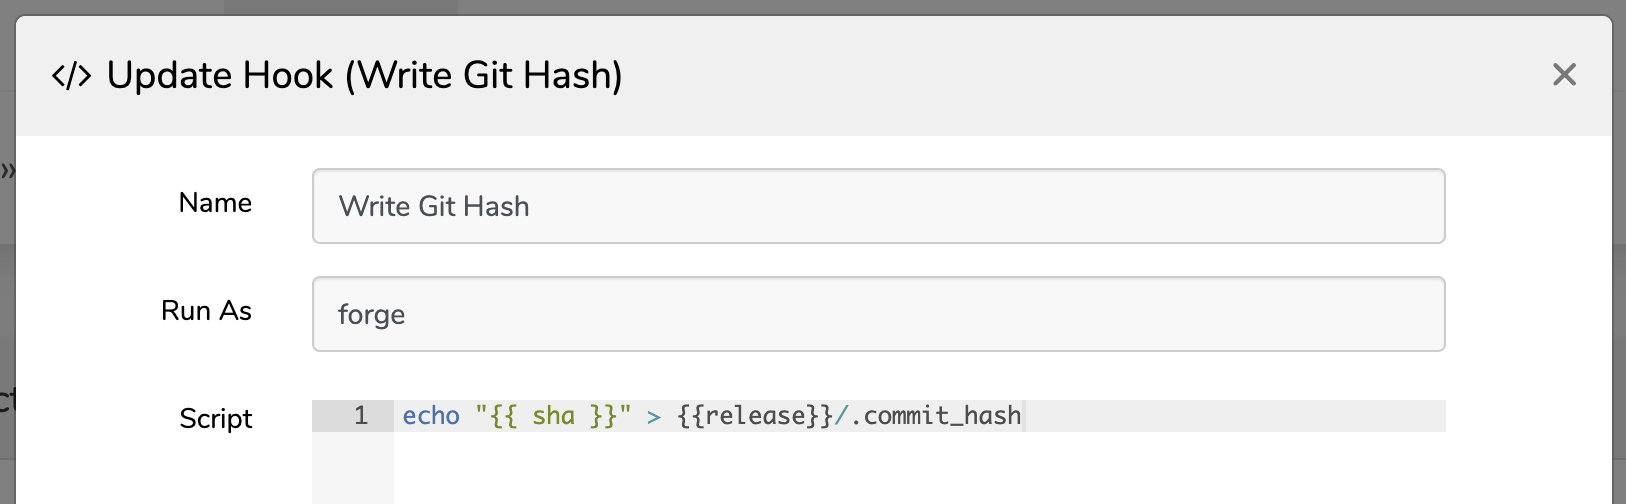 </> Update Hook (Write Git Hash)
»
Name
Write Git Hash
Run As
forge
Script
1 echo "{{ sha }}" > {{release}}/.commit_hash